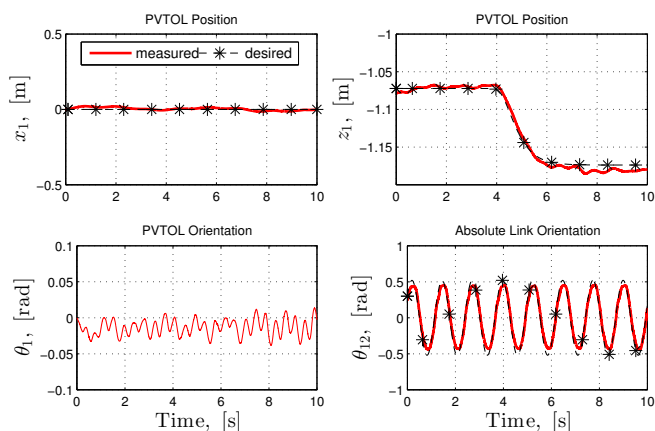 PVTOL Position
measured
desired
x1, [m]
0.5
0
−0.5
0 2 4 6 8 10
PVTOL Position
z1, [m]
−1
−1.05
−1.1
−1.15
0 2 4 6 8 10
PVTOL Orientation
θ1, [rad]
0.1
0.05
0
−0.05
−0.1
0 2 4 6 8 10
Time, [s]
Absolute Link Orientation
θ12, [rad]
1
0.5
0
−0.5
−1
0 2 4 6 8 10
Time, [s]